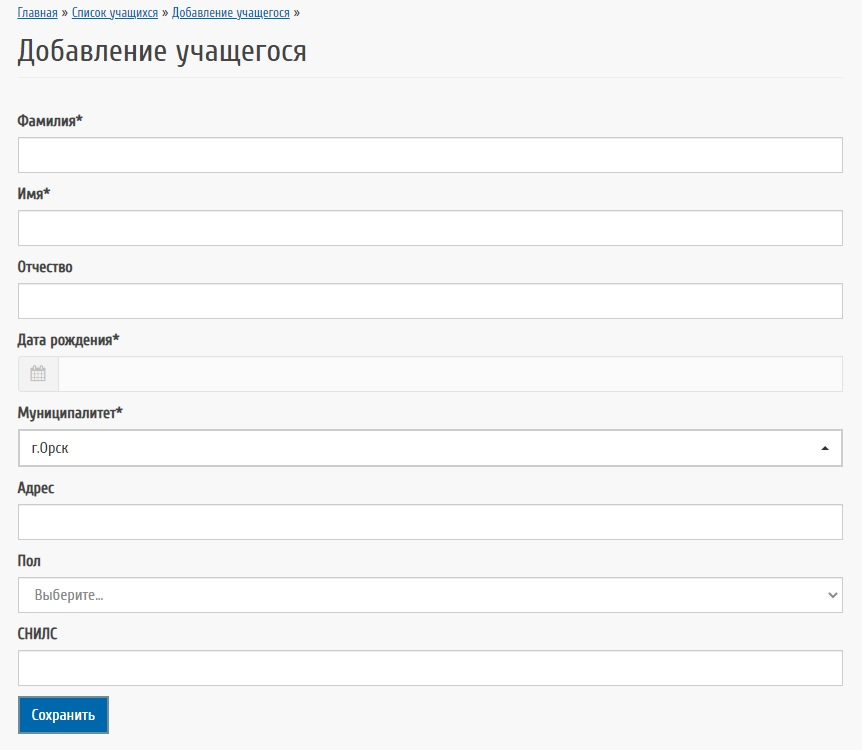 Главная » Список учащихся » Добавление учащегося »
Добавление учащегося
Фамилия*
Имя*
Отчество
Дата рождения*
Муниципалитет*
г.Орск
Адрес
Пол
Выберите...
СНИЛС
Сохранить